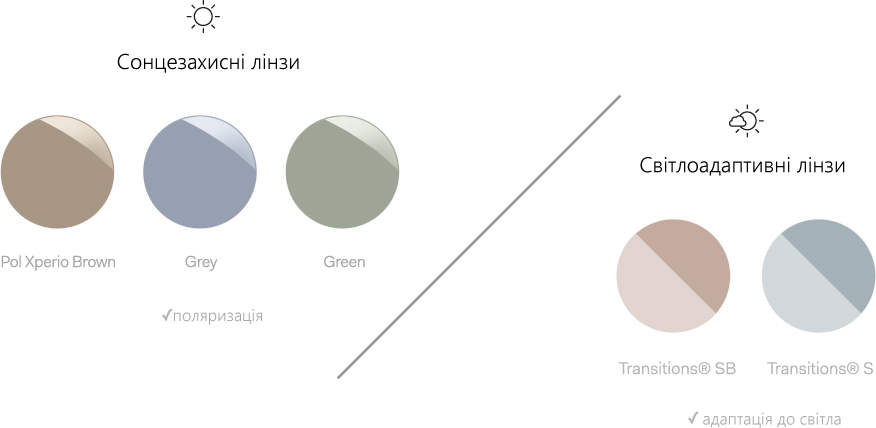 Сонцезахисні лінзи
Pol Xperio Brown
Grey
Green
✓поляризація
Світлоадаптивні лінзи
Transitions® SB
Transitions® S
✓ адаптація до світла